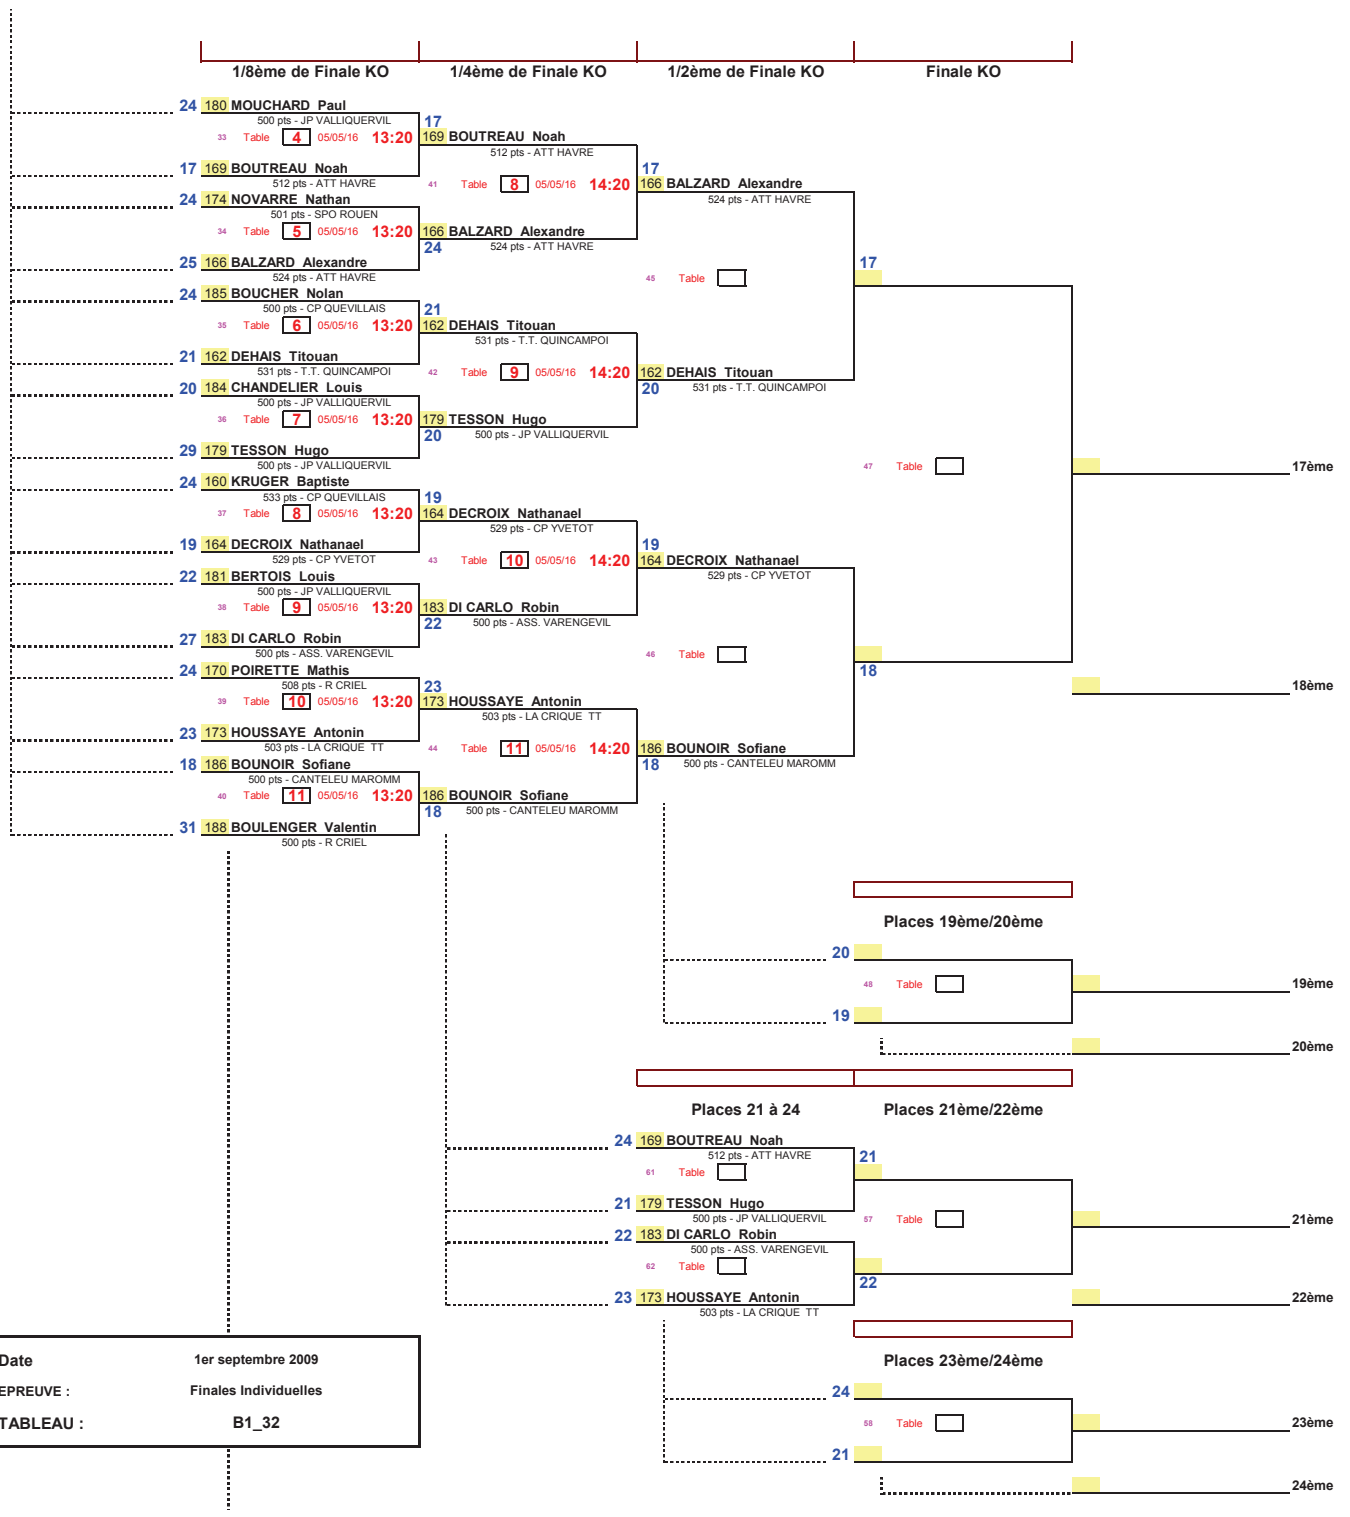 1/8ème de Finale KO 1/4ème de Finale KO 1/2ème de Finale KO Finale KO
24 180 MOUCHARD Paul
500 pts - JP VALLIQUERVIL
17
33 Table 4 05/05/16 13:20 169 BOUTREAU Noah
512 pts - ATT HAVRE
17 169 BOUTREAU Noah
17
512 pts - ATT HAVRE
41 Table 8 05/05/16 14:20 166 BALZARD Alexandre
524 pts - ATT HAVRE
24 174 NOVARRE Nathan
501 pts - SPO ROUEN
34 Table 5 05/05/16 13:20 166 BALZARD Alexandre
24 524 pts - ATT HAVRE
25 166 BALZARD Alexandre
17
524 pts - ATT HAVRE
45 Table
24 185 BOUCHER Nolan
500 pts - CP QUEVILLAIS
21
35 Table 6 05/05/16 13:20 162 DEHAIS Titouan
531 pts - T.T. QUINCAMPOI
21 162 DEHAIS Titouan
531 pts - T.T. QUINCAMPOI
42 Table 9 05/05/16 14:20 162 DEHAIS Titouan
20 531 pts - T.T. QUINCAMPOI
20 184 CHANDELIER Louis
500 pts - JP VALLIQUERVIL
36 Table 7 05/05/16 13:20 179 TESSON Hugo
20 500 pts - JP VALLIQUERVIL
29 179 TESSON Hugo
500 pts - JP VALLIQUERVIL
47 Table 17ème
24 160 KRUGER Baptiste
533 pts - CP QUEVILLAIS
19
37 Table 8 05/05/16 13:20 164 DECROIX Nathanael
529 pts - CP YVETOT
19 164 DECROIX Nathanael
19
529 pts - CP YVETOT
43 Table 10 05/05/16 14:20 164 DECROIX Nathanael
529 pts - CP YVETOT
22 181 BERTOIS Louis
500 pts - JP VALLIQUERVIL
38 Table 9 05/05/16 13:20 183 DI CARLO Robin
22 500 pts - ASS. VARENGEVIL
27 183 DI CARLO Robin
500 pts - ASS. VARENGEVIL
46 Table
18
24 170 POIRETTE Mathis
508 pts - R CRIEL
23
18ème
39 Table 10 05/05/16 13:20 173 HOUSSAYE Antonin
503 pts - LA CRIQUE TT
23 173 HOUSSAYE Antonin
503 pts - LA CRIQUE TT
44 Table 11 05/05/16 14:20 186 BOUNOIR Sofiane
18 500 pts - CANTELEU MAROMM
18 186 BOUNOIR Sofiane
500 pts - CANTELEU MAROMM
40 Table 11 05/05/16 13:20 186 BOUNOIR Sofiane
18 500 pts - CANTELEU MAROMM
31 188 BOULENGER Valentin
500 pts - R CRIEL
Places 19ème/20ème
20
48 Table 19ème
19
20ème
Places 21 à 24 Places 21ème/22ème
24 169 BOUTREAU Noah
512 pts - ATT HAVRE 21
61 Table
21 179 TESSON Hugo
500 pts - JP VALLIQUERVIL
57 Table 21ème
22 183 DI CARLO Robin
500 pts - ASS. VARENGEVIL
62 Table
22
23 173 HOUSSAYE Antonin
22ème
503 pts - LA CRIQUE TT
Date 1er septembre 2009
Places 23ème/24ème
EPREUVE : Finales Individuelles
24
TABLEAU : B1_32
58 Table 23ème
21
24ème